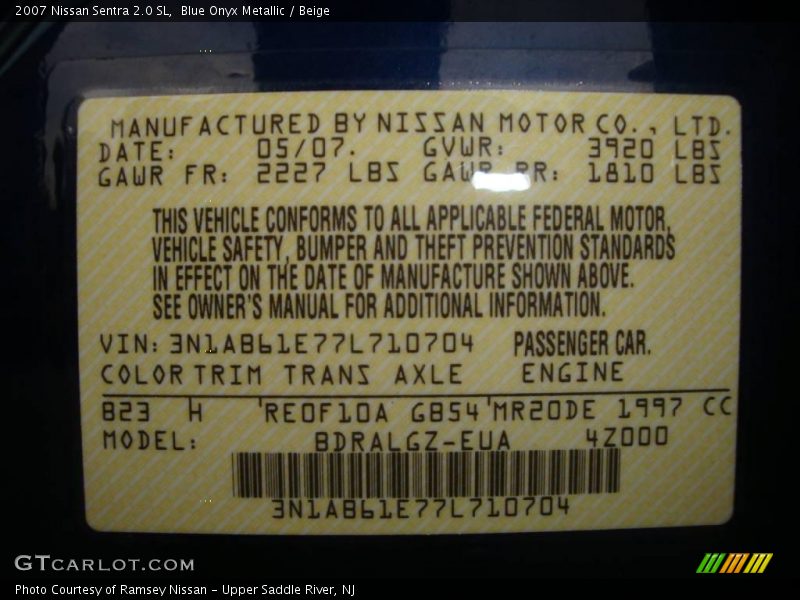 2007 Nissan Sentra 2.0 SL,  Blue Onyx Metallic / Beige
MANUFACTURED BY NISSAN MOTOR CO., LTD.
DATE: 05/07. GVWR: 3920 LBS
GAWR FR: 2227 LBS GAWR RR: 1810 LBS
THIS VEHICLE CONFORMS TO ALL APPLICABLE FEDERAL MOTOR,
VEHICLE SAFETY, BUMPER AND THEFT PREVENTION STANDARDS
IN EFFECT ON THE DATE OF MANUFACTURE SHOWN ABOVE.
SEE OWNER'S MANUAL FOR ADDITIONAL INFORMATION.
VIN: 3N1AB61E77L710704 PASSENGER CAR.
COLOR TRIM TRANS AXLE ENGINE
B23 H 'RE0F10A GB54'MR20DE 1997 CC
MODEL: BDRALGZ-EUA 4Z000
3N1AB61E77L710704
GTCARLOT.COM
Photo Courtesy of Ramsey Nissan - Upper Saddle River, NJ